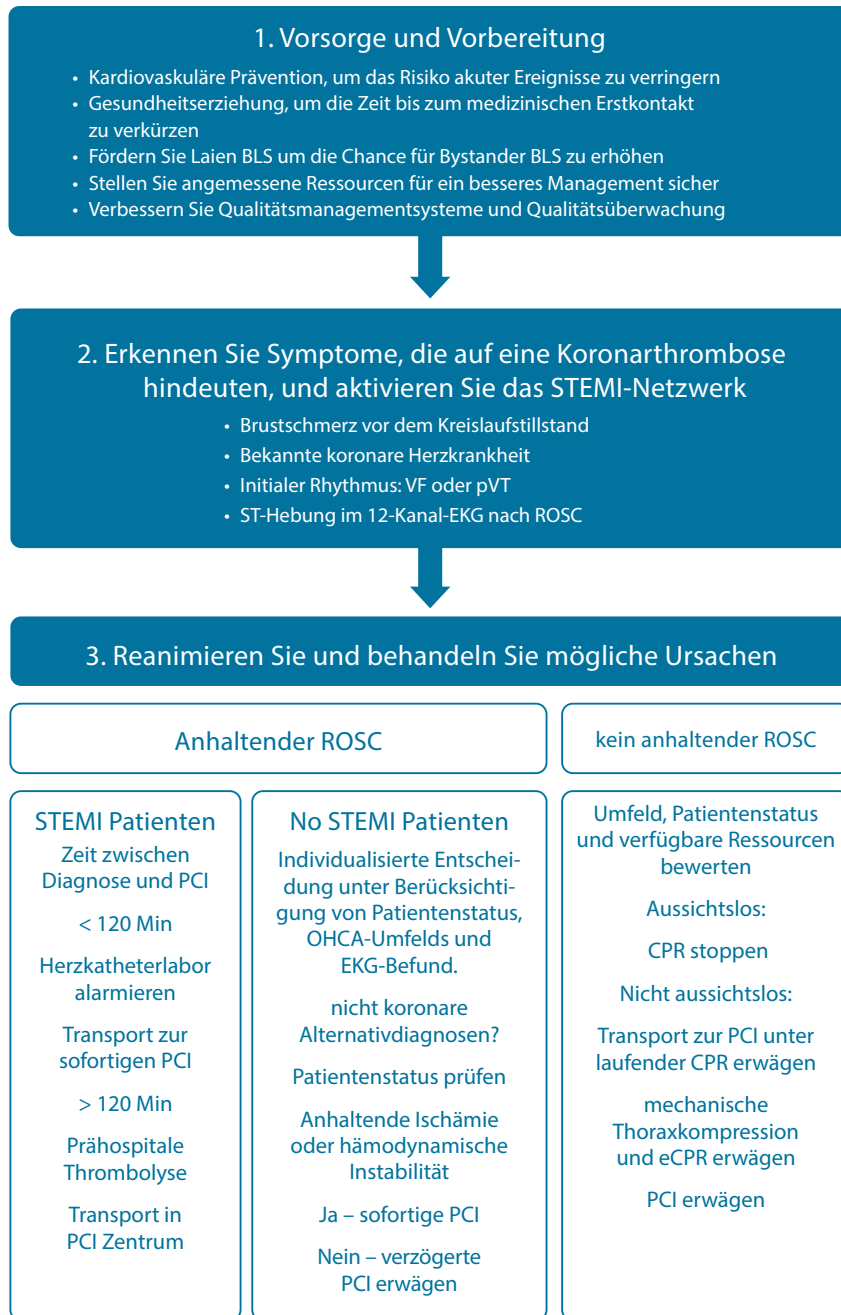 1. Vorsorge und Vorbereitung
• Kardiovaskuläre Prävention, um das Risiko akuter Ereignisse zu verringern
• Gesundheitserziehung, um die Zeit bis zum medizinischen Erstkontakt
zu verkürzen
• Fördern Sie Laien BLS um die Chance für Bystander BLS zu erhöhen
• Stellen Sie angemessene Ressourcen für ein besseres Management sicher
• Verbessern Sie Qualitätsmanagementsysteme und Qualitätsüberwachung
2. Erkennen Sie Symptome, die auf eine Koronarthrombose
hindeuten, und aktivieren Sie das STEMI-Netzwerk
• Brustschmerz vor dem Kreislaufstillstand
• Bekannte koronare Herzkrankheit
• Initialer Rhythmus: VF oder pVT
• ST-Hebung im 12-Kanal-EKG nach ROSC
3. Reanimieren Sie und behandeln Sie mögliche Ursachen
Anhaltender ROSC
kein anhaltender ROSC
STEMI Patienten
Zeit zwischen
Diagnose und PCI
< 120 Min
Herzkatheterlabor
alarmieren
Transport zur
sofortigen PCI
> 120 Min
Prähospitale
Thrombolyse
Transport in
PCI Zentrum
No STEMI Patienten
Individualisierte Entschei-
dung unter Berücksichti-
gung von Patientenstatus,
OHCA-Umfelds und
EKG-Befund.
nicht koronare
Alternativdiagnosen?
Patientenstatus prüfen
Anhaltende Ischämie
oder hämodynamische
Instabilität
Ja – sofortige PCI
Nein – verzögerte
PCI erwägen
Umfeld, Patientenstatus
und verfügbare Ressourcen
bewerten
Aussichtslos:
CPR stoppen
Nicht aussichtslos:
Transport zur PCI unter
laufender CPR erwägen
mechanische
Thoraxkompression
und eCPR erwägen
PCI erwägen